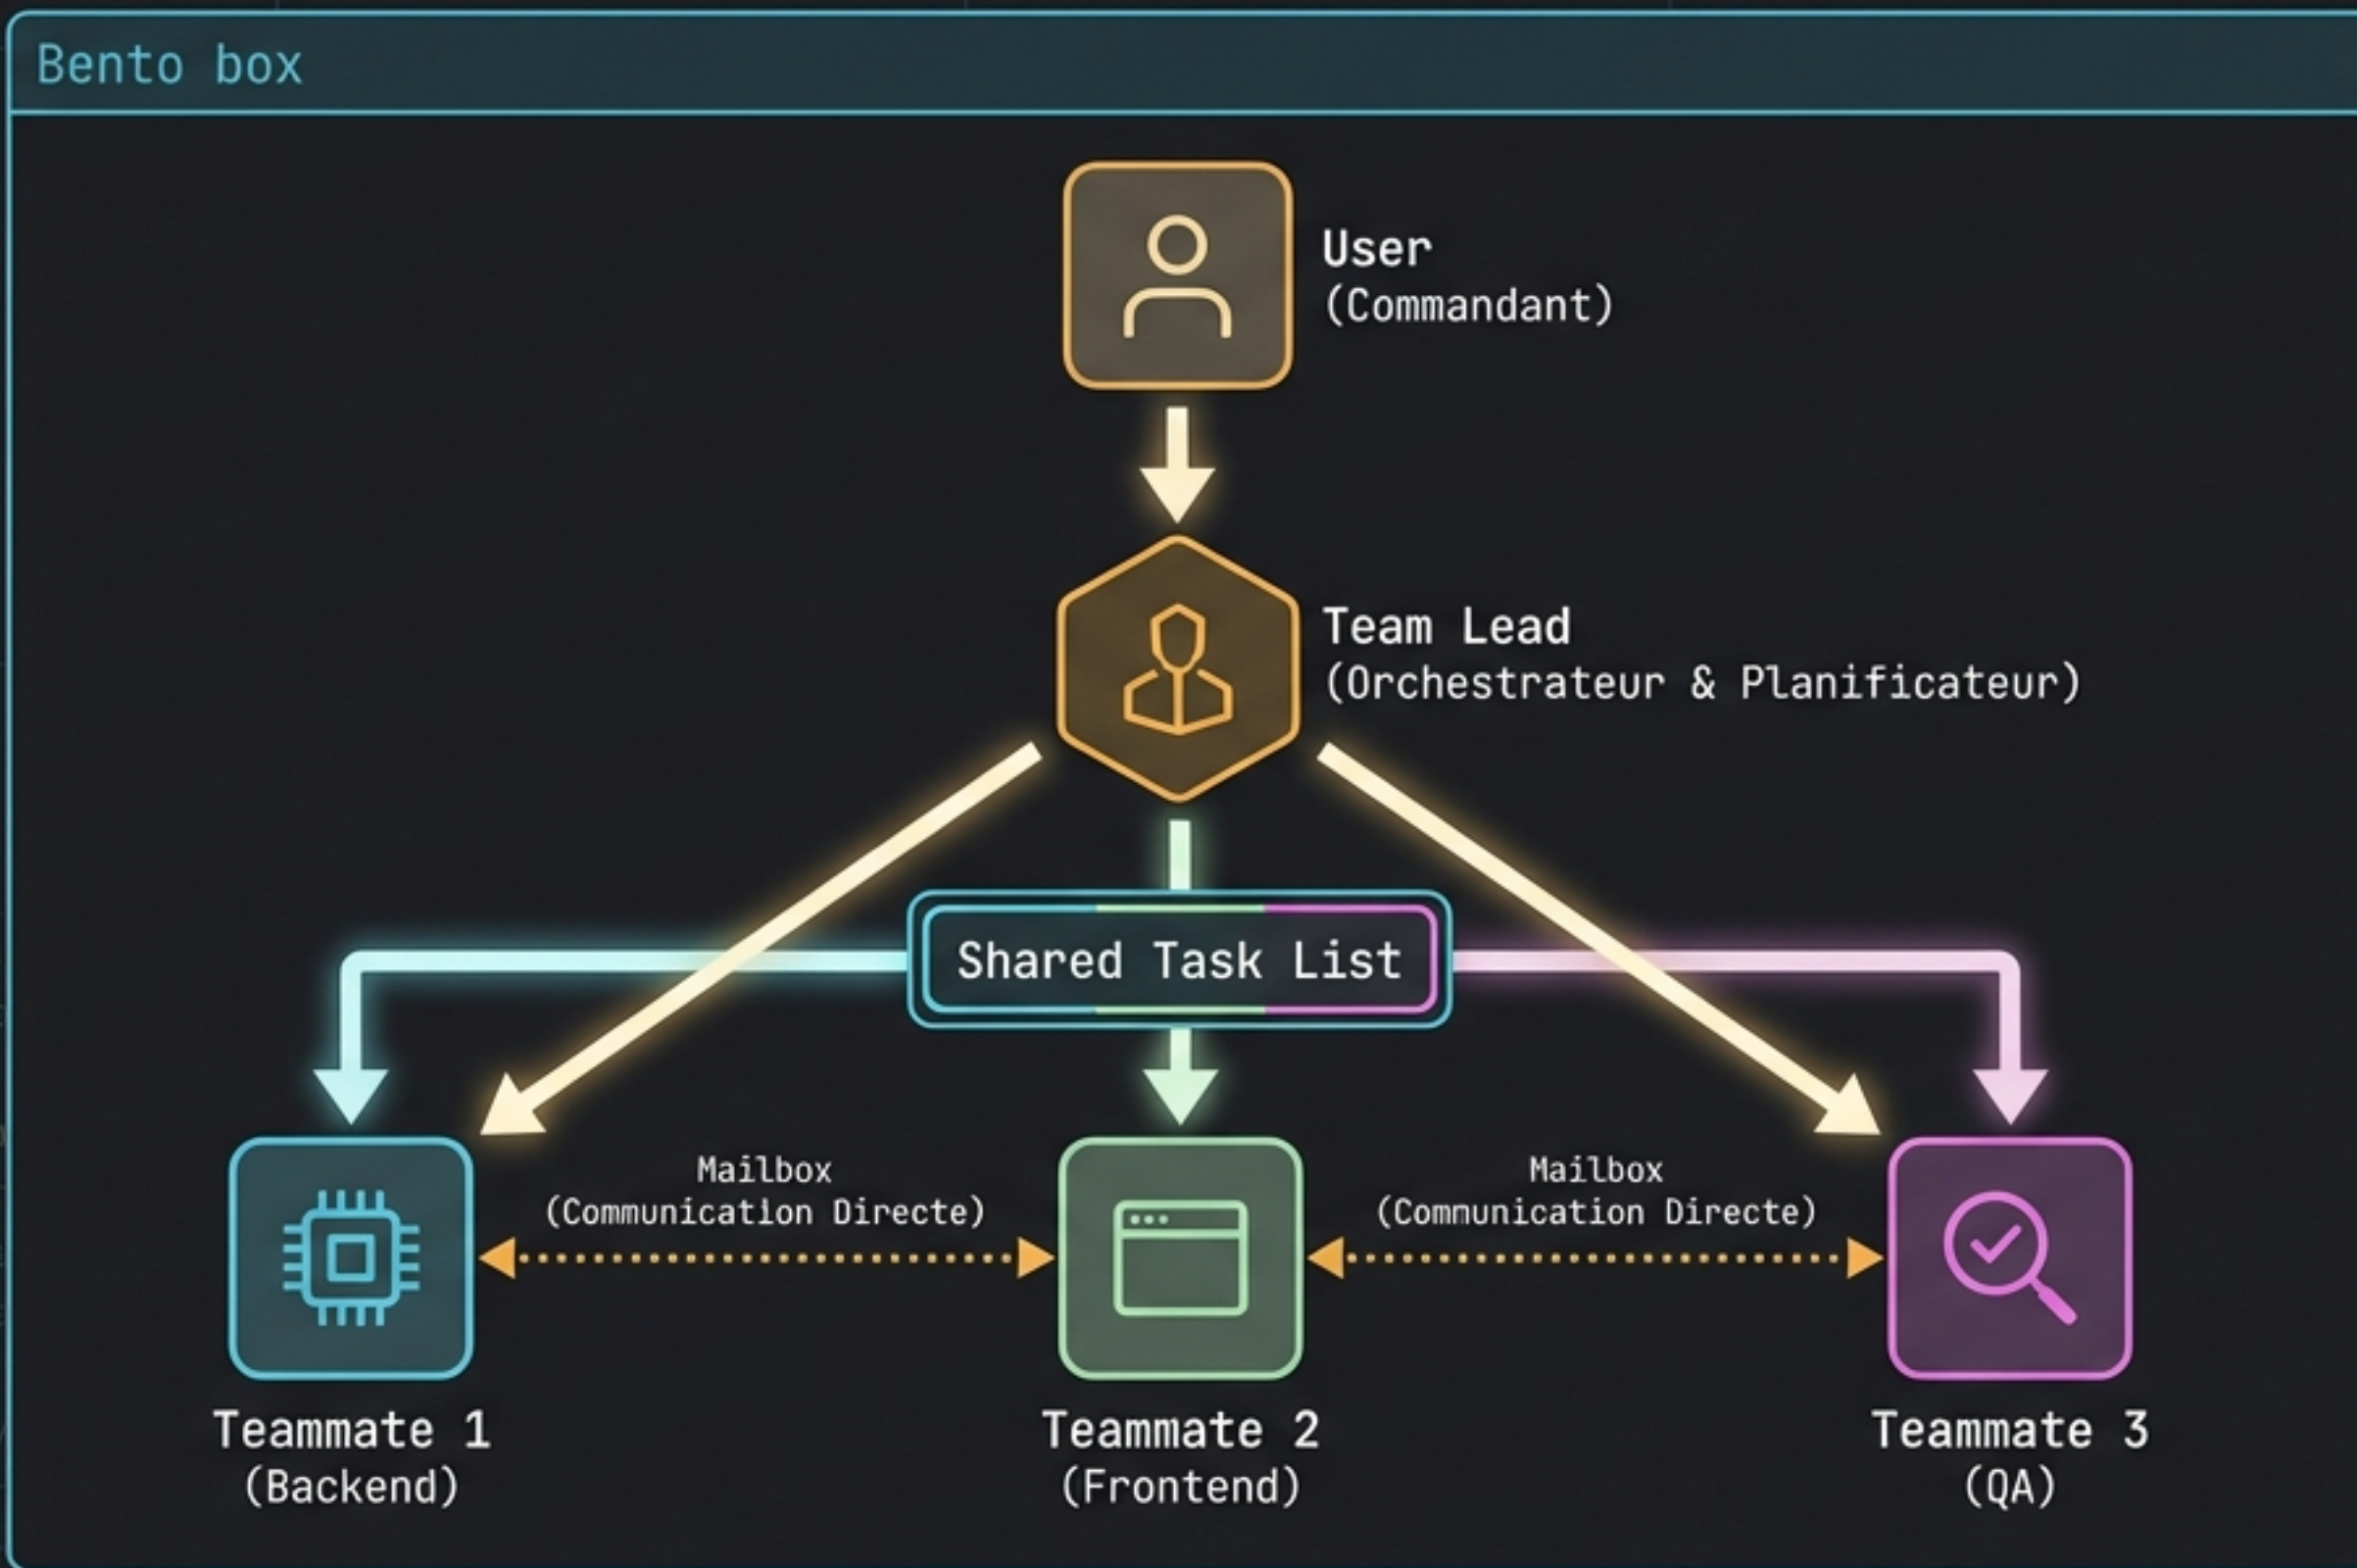 Bento box
User
(Commandant)
Team Lead
(Orchestrateur & Planificateur)
Shared Task List
Mailbox
(Communication Directe)
Mailbox
(Communication Directe)
Teammate 1
(Backend)
Teammate 2
(Frontend)
Teammate 3
(QA)